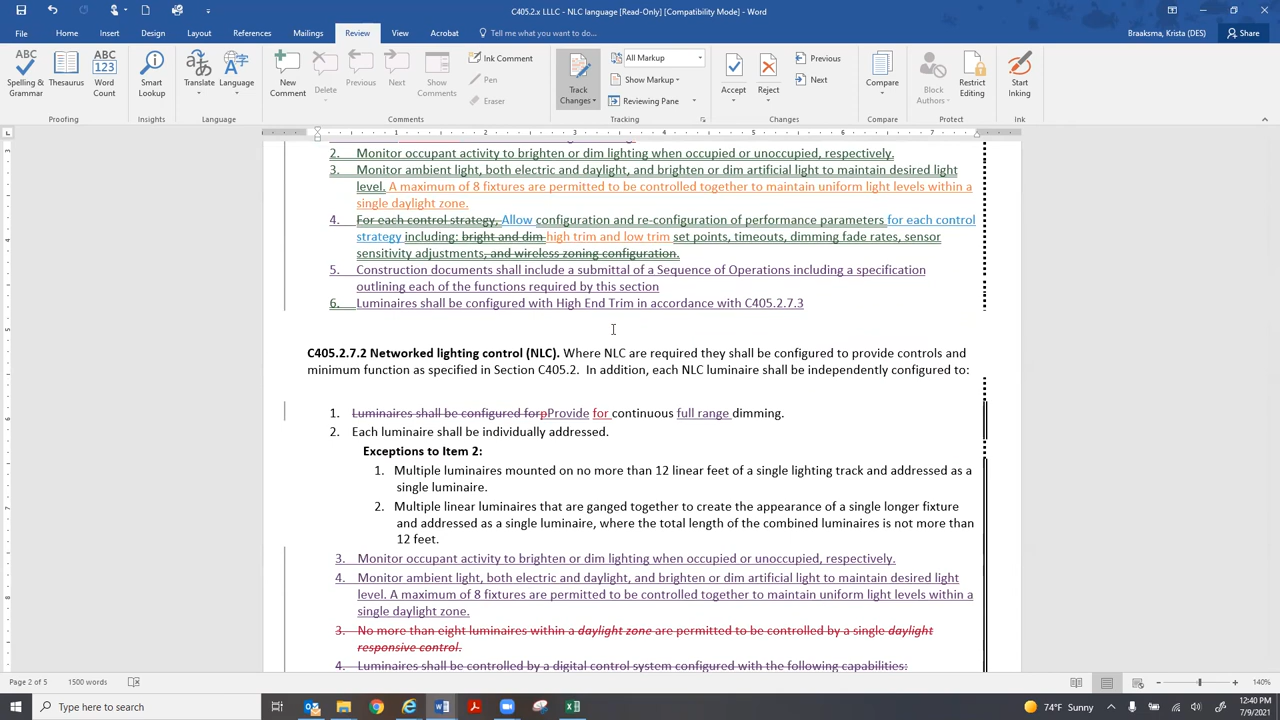 C405.2.x LLLC - NLC changes.docx [Read-Only] [Compatibility Mode] - Word
Braaksma, Krista (DES)
File Home Insert Design Layout References Mailings Review View Acrobat Tell me what you want to do... Share
Spelling & Grammar
Thesaurus
Word Count
Smart Lookup
Translate
Language
New Comment
Delete
Previous
Next
Show Comments
Ink Comment
Pen
Eraser
Track Changes
All Markup
Show Markup
Reviewing Pane
Accept
Reject
Previous
Next
Compare
Block Authors
Restrict Editing
Start Inking
Proofing Insights Language Comments Tracking Changes Compare Protect Ink
1 2 3 4 5 6 7
2. Monitor occupant activity to brighten or dim lighting when occupied or unoccupied, respectively.
3. Monitor ambient light, both electric and daylight, and brighten or dim artificial light to maintain desired light
level. A maximum of 8 fixtures are permitted to be controlled together to maintain uniform light levels within a
single daylight zone.
4. For each control strategy, Allow configuration and re-configuration of performance parameters for each control
strategy including: bright and dim high trim and low trim set points, timeouts, dimming fade rates, sensor
sensitivity adjustments, and wireless zoning configuration.
5. Construction documents shall include a submittal of a Sequence of Operations including a specification
outlining each of the functions required by this section
6. Luminaires shall be configured with High End Trim in accordance with C405.2.7.3
C405.2.7.2 Networked lighting control (NLC). Where NLC are required they shall be configured to provide controls and
minimum function as specified in Section C405.2. In addition, each NLC luminaire shall be independently configured to:
1. Luminaires shall be configured forpProvide for continuous full range dimming.
2. Each luminaire shall be individually addressed.
Exceptions to Item 2:
1. Multiple luminaires mounted on no more than 12 linear feet of a single lighting track and addressed as a
single luminaire.
2. Multiple linear luminaires that are ganged together to create the appearance of a single longer fixture
and addressed as a single luminaire, where the total length of the combined luminaires is not more than
12 feet.
3. Monitor occupant activity to brighten or dim lighting when occupied or unoccupied, respectively.
4. Monitor ambient light, both electric and daylight, and brighten or dim artificial light to maintain desired light
level. A maximum of 8 fixtures are permitted to be controlled together to maintain uniform light levels within a
single daylight zone.
3. No more than eight luminaires within a daylight zone are permitted to be controlled by a single daylight
responsive control.
4. Luminaires shall be controlled by a digital control system configured with the following capabilities:
Page 2 of 5 1500 words 140%
Type here to search
74°F Sunny
12:40 PM
7/9/2021